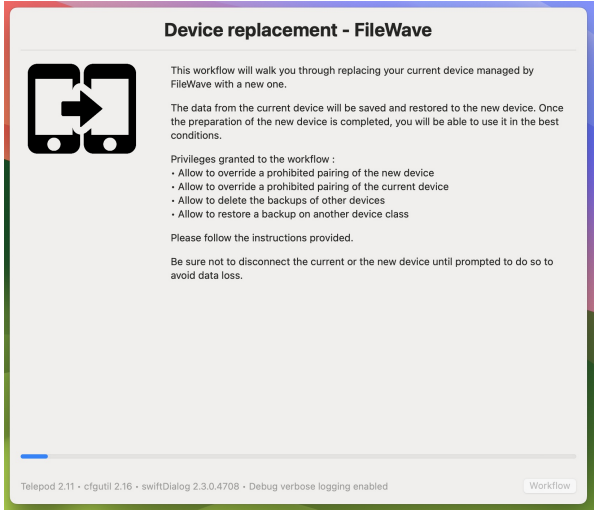 Device replacement - FileWave
This workflow will walk you through replacing your current device managed by
FileWave with a new one.
The data from the current device will be saved and restored to the new device. Once
the preparation of the new device is completed, you will be able to use it in the best
conditions.
Privileges granted to the workflow :
• Allow to override a prohibited pairing of the new device
• Allow to override a prohibited pairing of the current device
• Allow to delete the backups of other devices
• Allow to restore a backup on another device class
Please follow the instructions provided.
Be sure not to disconnect the current or the new device until prompted to do so to
avoid data loss.
Telepod 2.11 • cfgutil 2.16 • swiftDialog 2.3.0.4708 • Debug verbose logging enabled
Workflow